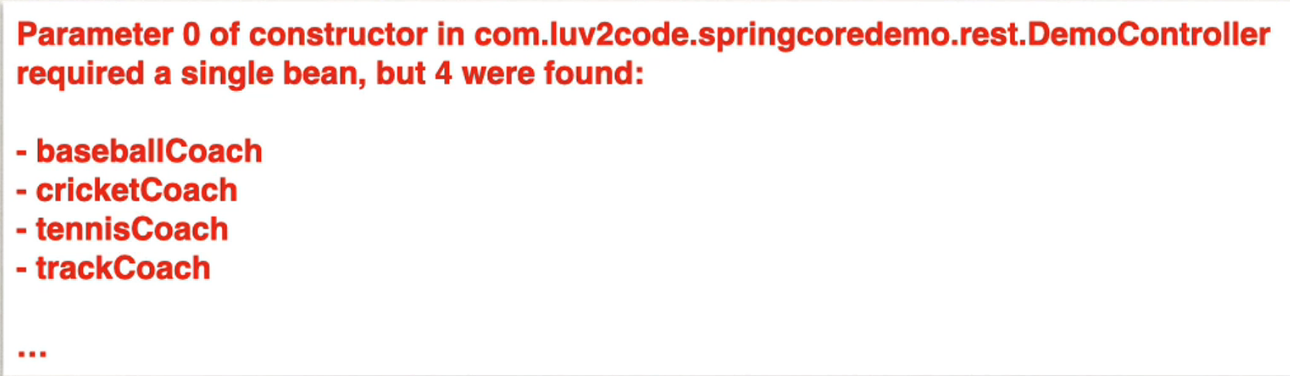 Parameter 0 of constructor in com.luv2code.springcoredemo.rest.DemoController
required a single bean, but 4 were found:
- baseballCoach
- cricketCoach
- tennisCoach
- trackCoach
...